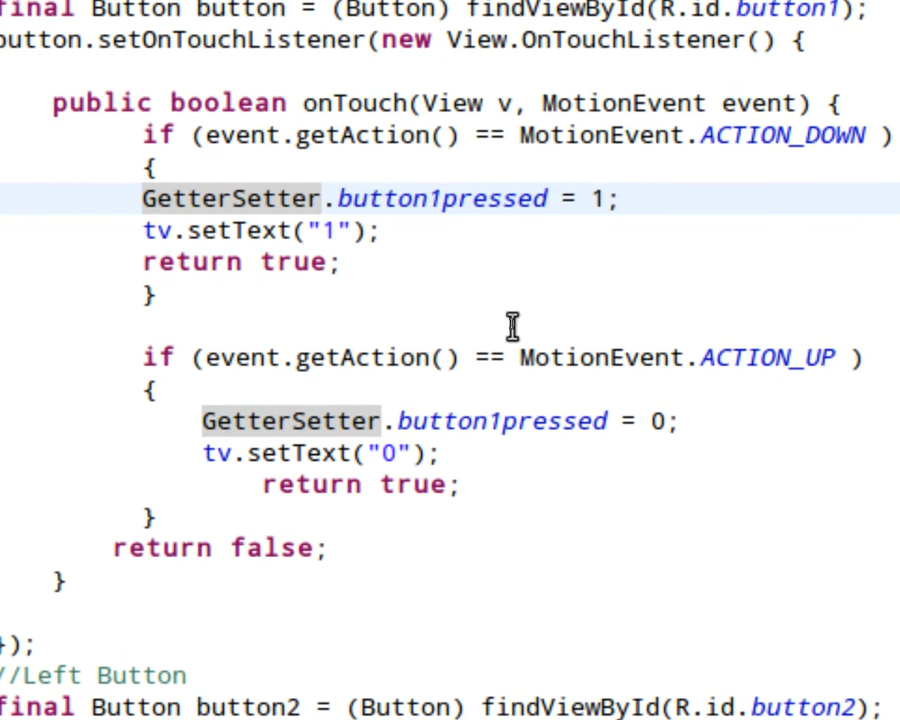 final Button button = (Button) findViewById(R.id.button1);
button.setOnTouchListener(new View.OnTouchListener() {
public boolean onTouch(View v, MotionEvent event) {
if (event.getAction() == MotionEvent.ACTION_DOWN )
{
GetterSetter.button1pressed = 1;
tv.setText("1");
return true;
}
if (event.getAction() == MotionEvent.ACTION_UP )
{
GetterSetter.button1pressed = 0;
tv.setText("0");
return true;
}
return false;
}
});
//Left Button
final Button button2 = (Button) findViewById(R.id.button2);